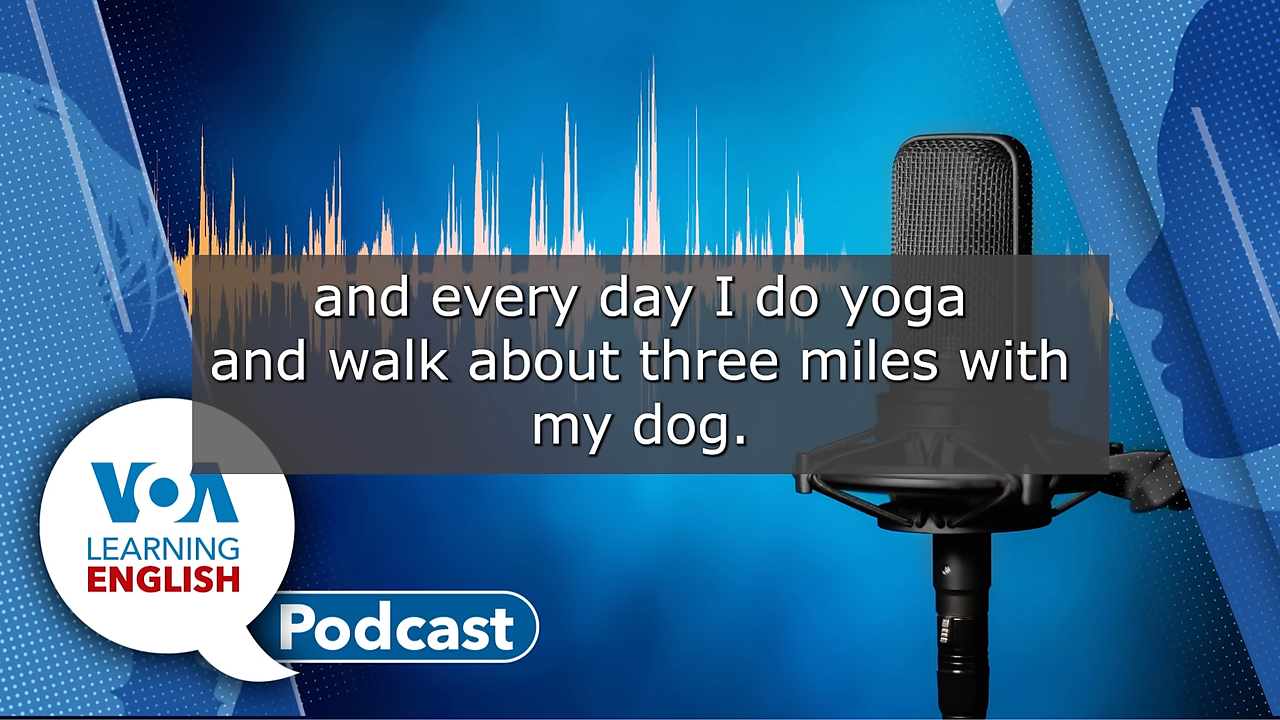 and every day I do yoga
and walk about three miles with
my dog.
VOA
LEARNING
ENGLISH
Podcast